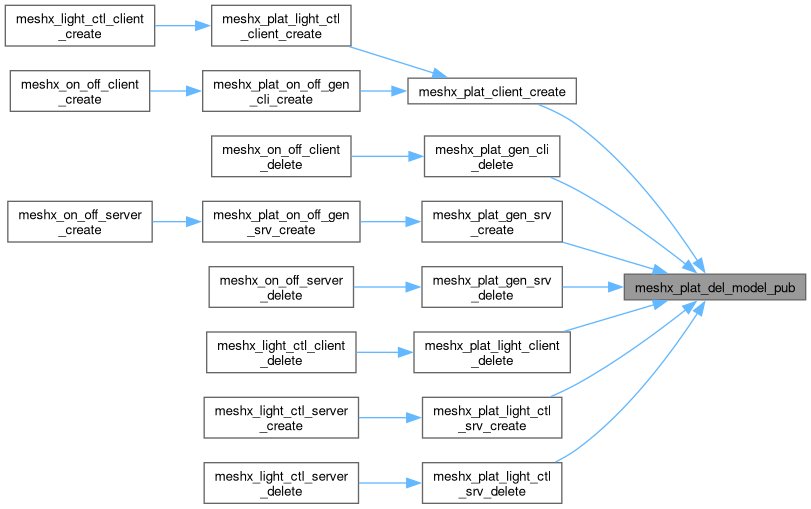 meshx_light_ctl_client
_create
meshx_plat_light_ctl
_client_create
meshx_on_off_client
_create
meshx_plat_on_off_gen
_cli_create
meshx_plat_client_create
meshx_on_off_client
_delete
meshx_plat_gen_cli
_delete
meshx_on_off_server
_create
meshx_plat_on_off_gen
_srv_create
meshx_plat_gen_srv
_create
meshx_on_off_server
_delete
meshx_plat_gen_srv
_delete
meshx_plat_del_model_pub
meshx_light_ctl_client
_delete
meshx_plat_light_client
_delete
meshx_light_ctl_server
_create
meshx_plat_light_ctl
_srv_create
meshx_light_ctl_server
_delete
meshx_plat_light_ctl
_srv_delete